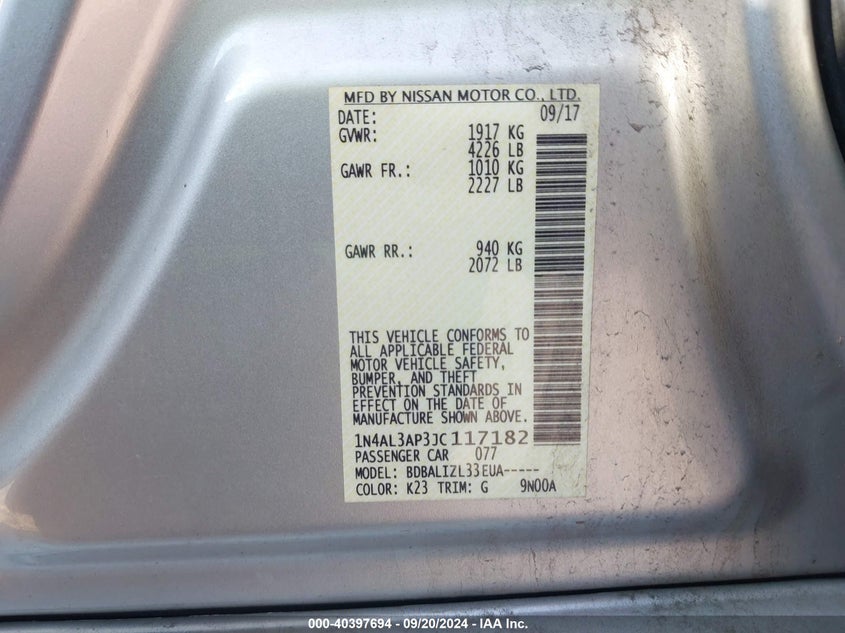 MFD BY NISSAN MOTOR CO., LTD.
DATE: 09/17
GVWR: 1917 KG
4226 LB
GAWR FR.: 1010 KG
2227 LB
GAWR RR.: 940 KG
2072 LB
THIS VEHICLE CONFORMS TO
ALL APPLICABLE FEDERAL
MOTOR VEHICLE SAFETY,
BUMPER, AND THEFT
PREVENTION STANDARDS IN
EFFECT ON THE DATE OF
MANUFACTURE SHOWN ABOVE.
1N4AL3AP3JC117182
PASSENGER CAR 077
MODEL: BDBALIZL33EUA-----
COLOR: K23 TRIM: G 9N00A
000-40397694 - 09/20/2024 - IAA Inc.